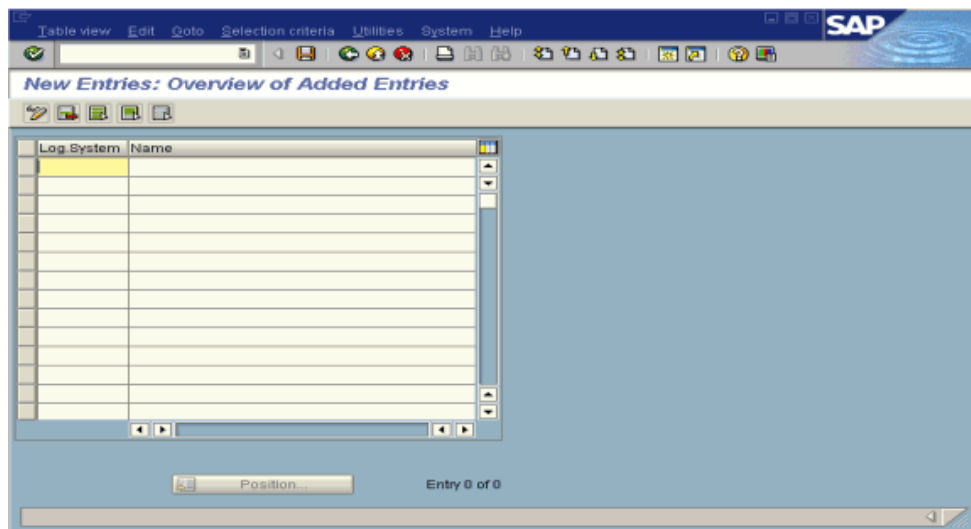 Table view Edit Goto Selection criteria Utilities System Help
SAP
New Entries: Overview of Added Entries
Log.System Name
Position... Entry 0 of 0